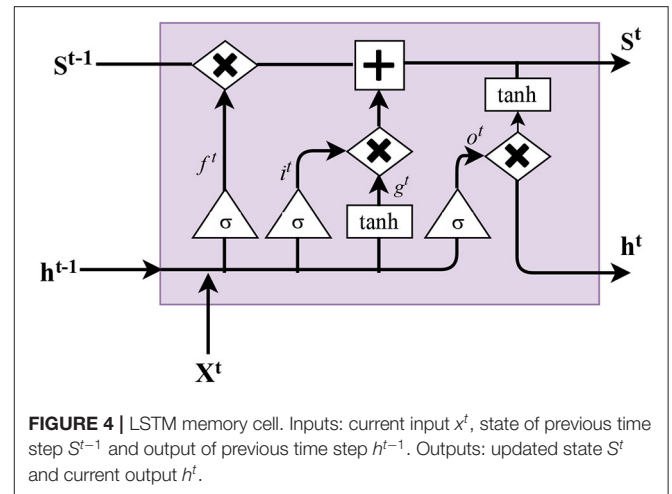 S^t-1
S^t
tanh
f^t
i^t
g^t
o^t
σ
σ
tanh
σ
h^t-1
h^t
X^t
FIGURE 4 | LSTM memory cell. Inputs: current input x^t, state of previous time
step S^t−1 and output of previous time step h^t−1. Outputs: updated state S^t
and current output h^t.